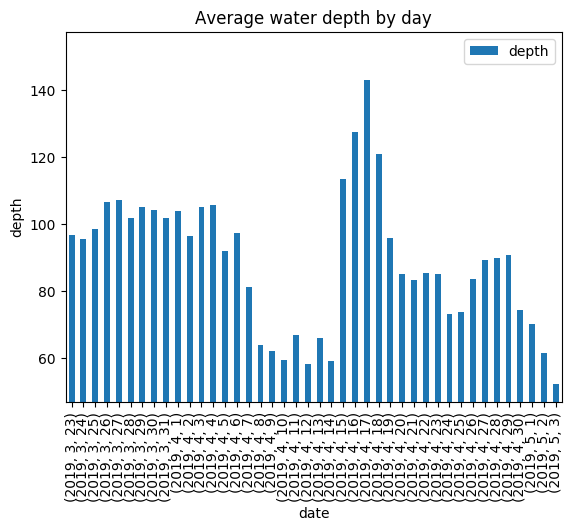 Average water depth by day
depth
140
120
100
80
60
depth
(2019, 3, 23)
(2019, 3, 24)
(2019, 3, 25)
(2019, 3, 26)
(2019, 3, 27)
(2019, 3, 28)
(2019, 3, 29)
(2019, 3, 30)
(2019, 3, 31)
(2019, 4, 1)
(2019, 4, 2)
(2019, 4, 3)
(2019, 4, 4)
(2019, 4, 5)
(2019, 4, 6)
(2019, 4, 7)
(2019, 4, 8)
(2019, 4, 9)
(2019, 4, 10)
(2019, 4, 11)
(2019, 4, 12)
(2019, 4, 13)
(2019, 4, 14)
(2019, 4, 15)
(2019, 4, 16)
(2019, 4, 17)
(2019, 4, 18)
(2019, 4, 19)
(2019, 4, 20)
(2019, 4, 21)
(2019, 4, 22)
(2019, 4, 23)
(2019, 4, 24)
(2019, 4, 25)
(2019, 4, 26)
(2019, 4, 27)
(2019, 4, 28)
(2019, 4, 29)
(2019, 4, 30)
(2019, 5, 1)
(2019, 5, 2)
(2019, 5, 3)
date